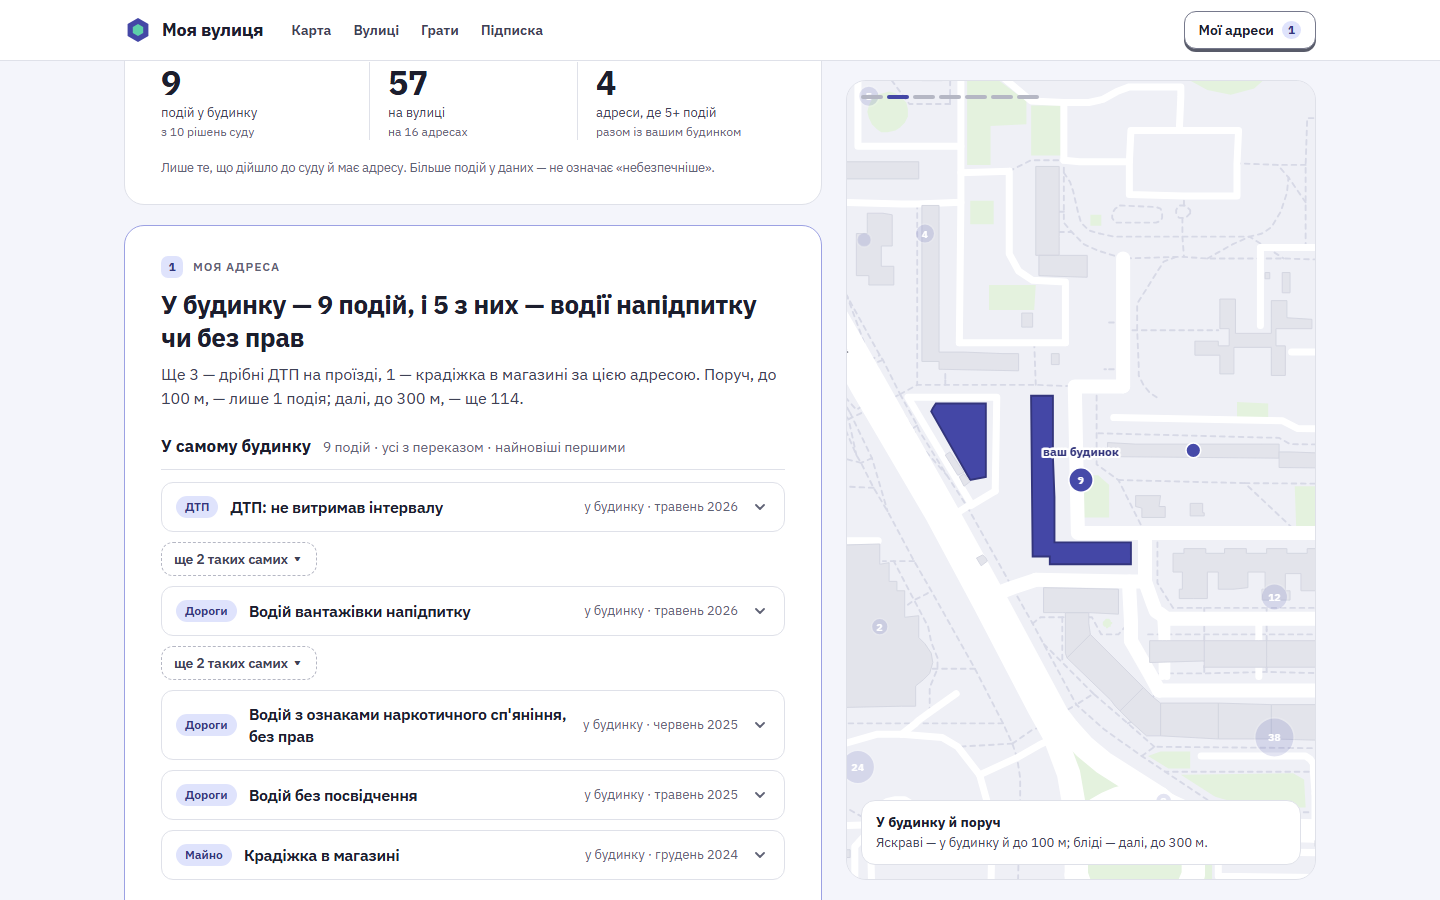 Моя вулиця
Карта
Вулиці
Грати
Підписка
Мої адреси 1
9
подій у будинку
з 10 рішень суду
57
на вулиці
на 16 адресах
4
адреси, де 5+ подій
разом із вашим будинком
Лише те, що дійшло до суду й має адресу. Більше подій у даних — не означає «небезпечніше».
1 МОЯ АДРЕСА
У будинку — 9 подій, і 5 з них — водії напідпитку
чи без прав
Ще 3 — дрібні ДТП на проїзді, 1 — крадіжка в магазині за цією адресою. Поруч, до
100 м, — лише 1 подія; далі, до 300 м, — ще 114.
У самому будинку 9 подій · усі з переказом · найновіші першими
ДТП ДТП: не витримав інтервалу у будинку · травень 2026
ще 2 таких самих
Дороги Водій вантажівки напідпитку у будинку · травень 2026
ще 2 таких самих
Дороги Водій з ознаками наркотичного сп'яніння,
без прав у будинку · червень 2025
Дороги Водій без посвідчення у будинку · травень 2025
Майно Крадіжка в магазині у будинку · грудень 2024
4
ваш будинок
9
12
2
38
24
У будинку й поруч
Яскраві — у будинку й до 100 м; бліді — далі, до 300 м.